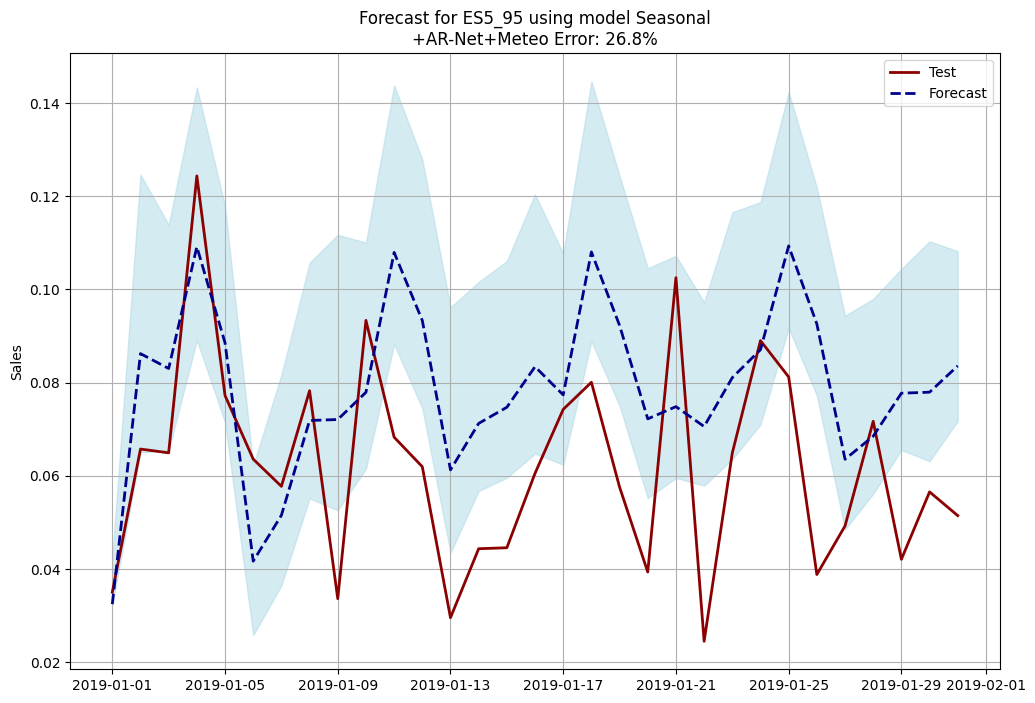 Forecast for ES5_95 using model Seasonal
+AR-Net+Meteo Error: 26.8%
Test
Forecast
Sales
0.14
0.12
0.10
0.08
0.06
0.04
0.02
2019-01-01 2019-01-05 2019-01-09 2019-01-13 2019-01-17 2019-01-21 2019-01-25 2019-01-29 2019-02-01